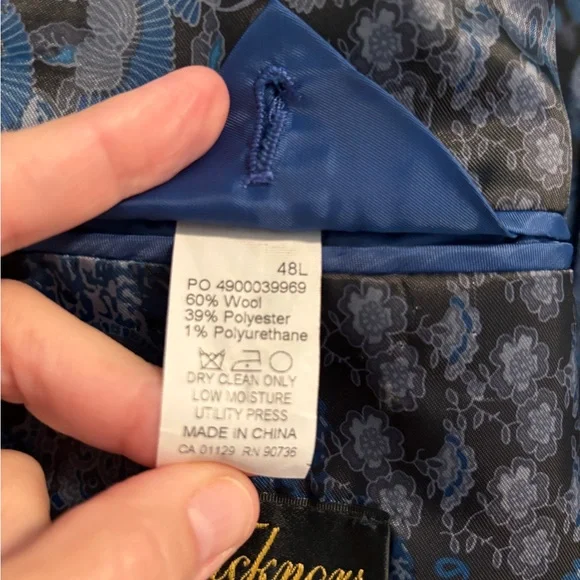 48L
PO 4900039969
60% Wool
39% Polyester
1% Polyurethane
DRY CLEAN ONLY
LOW MOISTURE
UTILITY PRESS
MADE IN CHINA
CA 01129 RN 90736